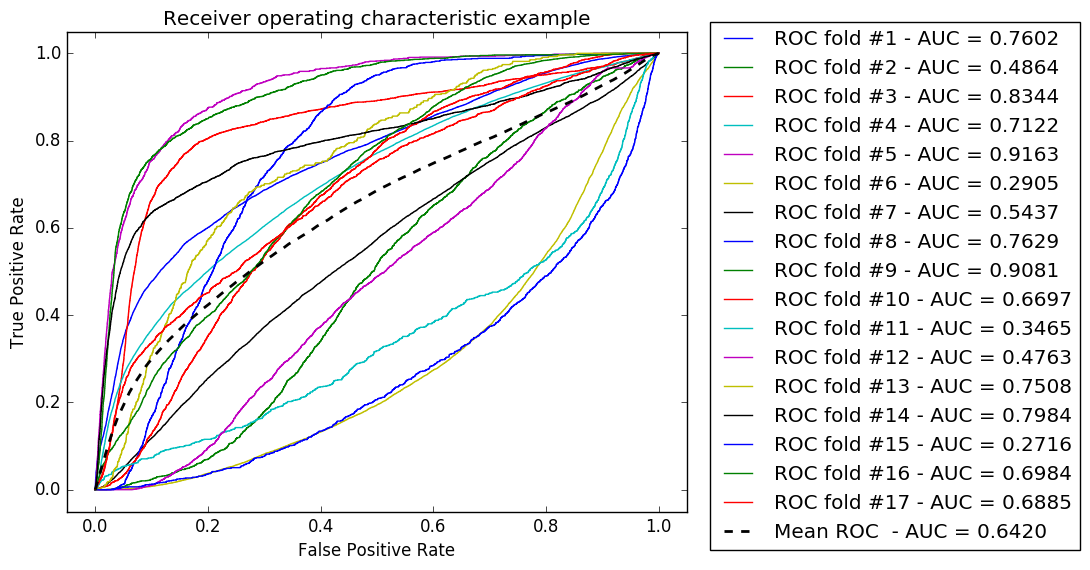 Receiver operating characteristic example
True Positive Rate
1.0
0.8
0.6
0.4
0.2
0.0
0.0 0.2 0.4 0.6 0.8 1.0
False Positive Rate
ROC fold #1 - AUC = 0.7602
ROC fold #2 - AUC = 0.4864
ROC fold #3 - AUC = 0.8344
ROC fold #4 - AUC = 0.7122
ROC fold #5 - AUC = 0.9163
ROC fold #6 - AUC = 0.2905
ROC fold #7 - AUC = 0.5437
ROC fold #8 - AUC = 0.7629
ROC fold #9 - AUC = 0.9081
ROC fold #10 - AUC = 0.6697
ROC fold #11 - AUC = 0.3465
ROC fold #12 - AUC = 0.4763
ROC fold #13 - AUC = 0.7508
ROC fold #14 - AUC = 0.7984
ROC fold #15 - AUC = 0.2716
ROC fold #16 - AUC = 0.6984
ROC fold #17 - AUC = 0.6885
Mean ROC  - AUC = 0.6420